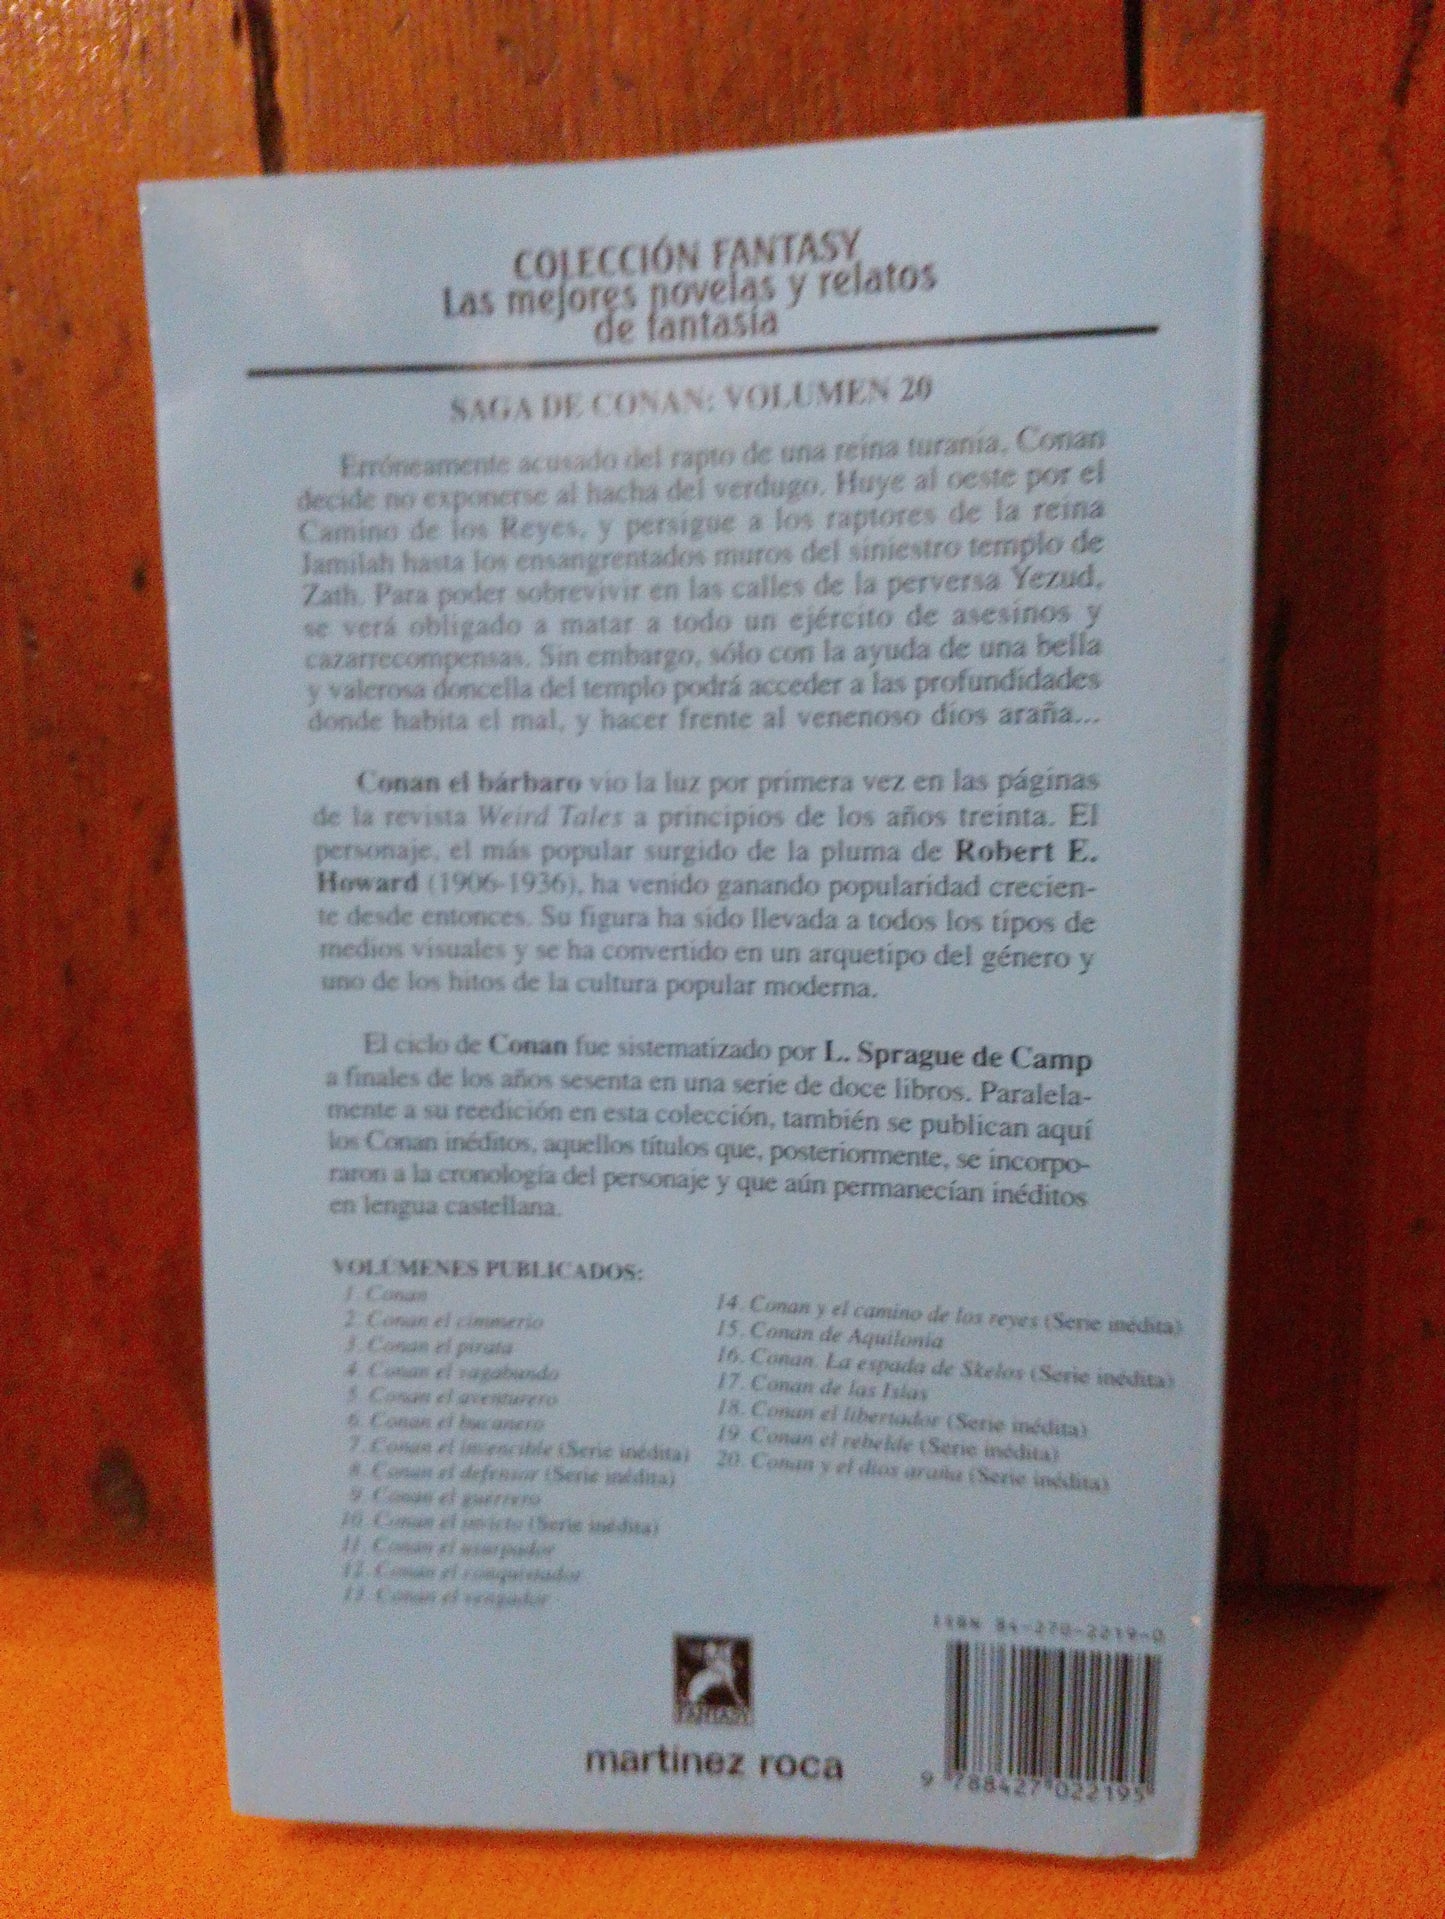 COLECCIÓN FANTASY
Las mejores novelas y relatos
de fantasía
SAGA DE CONAN: VOLUMEN 20
Erróneamente acusado del rapto de una reina turania, Conan
decide no exponerse al hacha del verdugo. Huye al oeste por el
Camino de los Reyes, y persigue a los raptores de la reina
Jamilah hasta los ensangrentados muros del siniestro templo de
Zath. Para poder sobrevivir en las calles de la perversa Yezud,
se verá obligado a matar a todo un ejército de asesinos y
cazarrecompensas. Sin embargo, sólo con la ayuda de una bella
y valerosa doncella del templo podrá acceder a las profundidades
donde habita el mal, y hacer frente al venenoso dios araña...
Conan el bárbaro vio la luz por primera vez en las páginas
de la revista Weird Tales a principios de los años treinta. El
personaje, el más popular surgido de la pluma de Robert E.
Howard (1906-1936), ha venido ganando popularidad crecien-
te desde entonces. Su figura ha sido llevada a todos los tipos de
medios visuales y se ha convertido en un arquetipo del género y
uno de los hitos de la cultura popular moderna.
El ciclo de Conan fue sistematizado por L. Sprague de Camp
a finales de los años sesenta en una serie de doce libros. Paralela-
mente a su reedición en esta colección, también se publican aquí
los Conan inéditos, aquellos títulos que, posteriormente, se incorpo-
raron a la cronología del personaje y que aún permanecían inéditos
en lengua castellana.
VOLÚMENES PUBLICADOS:
1. Conan
2. Conan el cimmerio
3. Conan el pirata
4. Conan el vagabundo
5. Conan el aventurero
6. Conan el bucanero
7. Conan el invencible (Serie inédita)
8. Conan el defensor (Serie inédita)
9. Conan el guerrero
10. Conan el invicto (Serie inédita)
11. Conan el usurpador
12. Conan el conquistador
13. Conan el vengador
14. Conan y el camino de los reyes (Serie inédita)
15. Conan de Aquilonia
16. Conan. La espada de Skelos (Serie inédita)
17. Conan de las Islas
18. Conan el libertador (Serie inédita)
19. Conan el rebelde (Serie inédita)
20. Conan y el dios araña (Serie inédita)
ISBN 84-270-2219-0
FANTASY
martínez roca
9 788427 022195